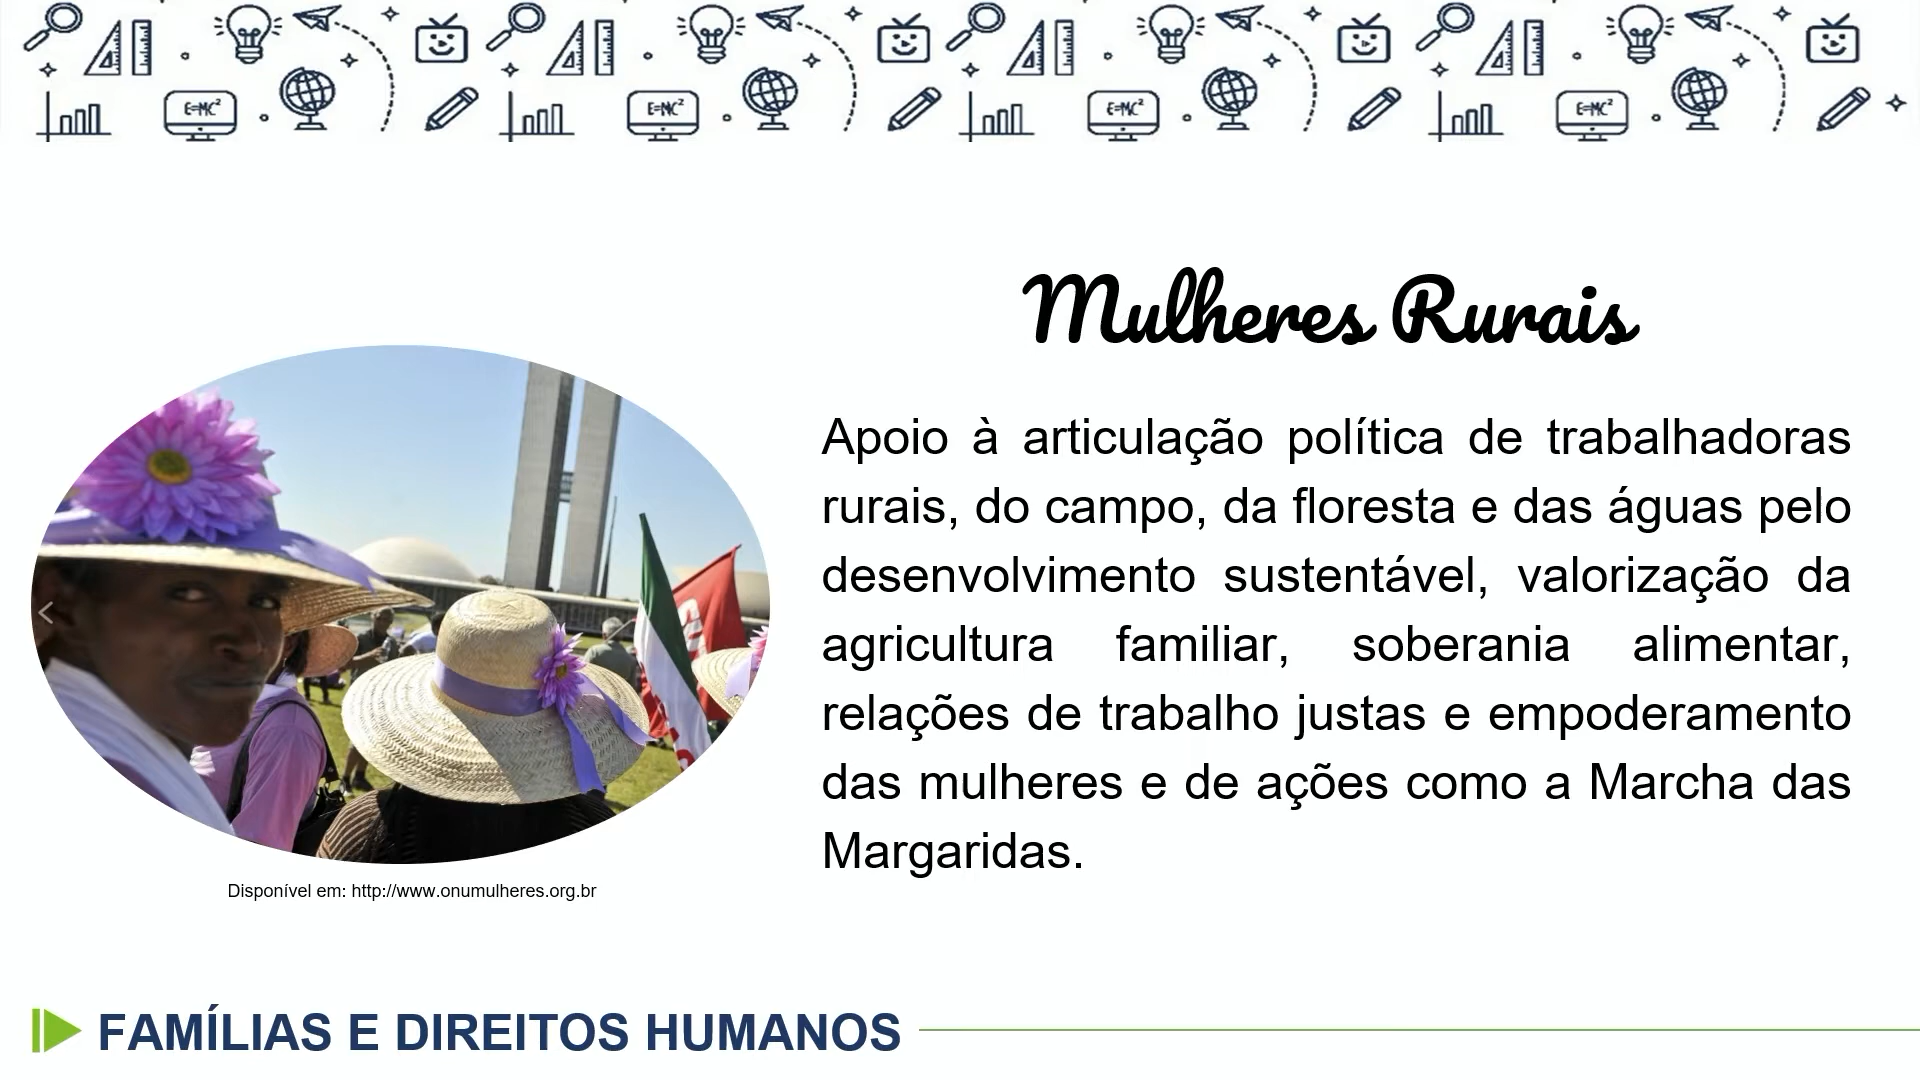 E=MC²
E=MC²
E=MC²
E=MC²
Mulheres Rurais
Apoio à articulação política de trabalhadoras
rurais, do campo, da floresta e das águas pelo
desenvolvimento sustentável, valorização da
agricultura familiar, soberania alimentar,
relações de trabalho justas e empoderamento
das mulheres e de ações como a Marcha das
Margaridas.
Disponível em: http://www.onumulheres.org.br
FAMÍLIAS E DIREITOS HUMANOS